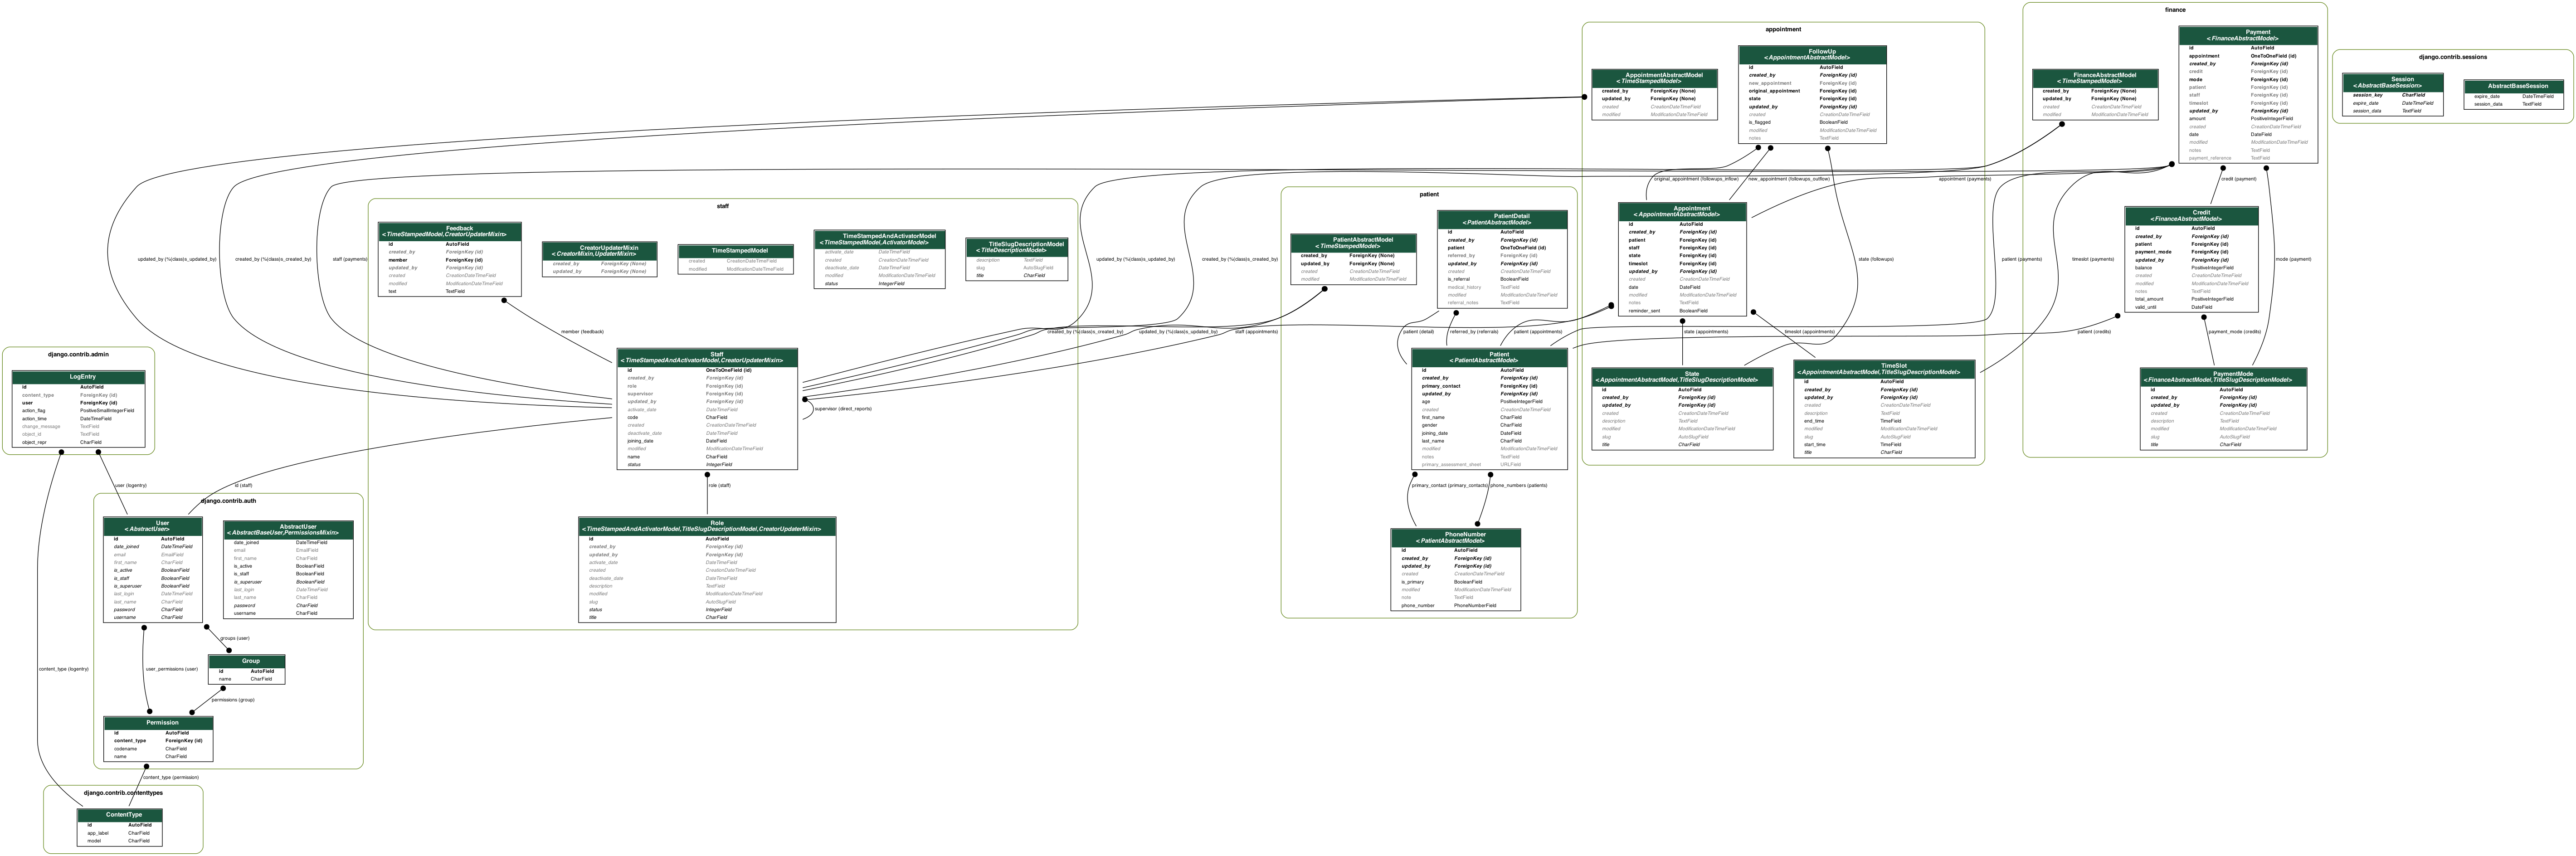 finance
appointment
django.contrib.sessions
Payment
<FinanceAbstractModel>
id AutoField
appointment OneToOneField (id)
created_by ForeignKey (id)
credit ForeignKey (id)
mode ForeignKey (id)
patient ForeignKey (id)
staff ForeignKey (id)
timeslot ForeignKey (id)
updated_by ForeignKey (id)
amount PositiveIntegerField
created CreationDateTimeField
date DateField
modified ModificationDateTimeField
notes TextField
payment_reference TextField
FinanceAbstractModel
<TimeStampedModel>
created_by ForeignKey (None)
updated_by ForeignKey (None)
created CreationDateTimeField
modified ModificationDateTimeField
Session
<AbstractBaseSession>
session_key CharField
expire_date DateTimeField
session_data TextField
AbstractBaseSession
expire_date DateTimeField
session_data TextField
FollowUp
<AppointmentAbstractModel>
id AutoField
created_by ForeignKey (id)
new_appointment ForeignKey (id)
original_appointment ForeignKey (id)
state ForeignKey (id)
updated_by ForeignKey (id)
created CreationDateTimeField
is_flagged BooleanField
modified ModificationDateTimeField
notes TextField
AppointmentAbstractModel
<TimeStampedModel>
created_by ForeignKey (None)
updated_by ForeignKey (None)
created CreationDateTimeField
modified ModificationDateTimeField
original_appointment (followups_inflow)
new_appointment (followups_outflow)
appointment (payments)
credit (payment)
patient
staff
Appointment
<AppointmentAbstractModel>
id AutoField
created_by ForeignKey (id)
patient ForeignKey (id)
staff ForeignKey (id)
state ForeignKey (id)
timeslot ForeignKey (id)
updated_by ForeignKey (id)
created CreationDateTimeField
date DateField
modified ModificationDateTimeField
notes TextField
reminder_sent BooleanField
Credit
<FinanceAbstractModel>
id AutoField
created_by ForeignKey (id)
patient ForeignKey (id)
payment_mode ForeignKey (id)
updated_by ForeignKey (id)
balance PositiveIntegerField
created CreationDateTimeField
modified ModificationDateTimeField
notes TextField
total_amount PositiveIntegerField
valid_until DateField
PatientDetail
<PatientAbstractModel>
id AutoField
created_by ForeignKey (id)
patient OneToOneField (id)
referred_by ForeignKey (id)
updated_by ForeignKey (id)
created CreationDateTimeField
is_referral BooleanField
medical_history TextField
modified ModificationDateTimeField
referral_notes TextField
PatientAbstractModel
<TimeStampedModel>
created_by ForeignKey (None)
updated_by ForeignKey (None)
created CreationDateTimeField
modified ModificationDateTimeField
Feedback
<TimeStampedModel,CreatorUpdaterMixin>
id AutoField
created_by ForeignKey (id)
member ForeignKey (id)
updated_by ForeignKey (id)
created CreationDateTimeField
modified ModificationDateTimeField
text TextField
CreatorUpdaterMixin
<CreatorMixin,UpdaterMixin>
created_by ForeignKey (None)
updated_by ForeignKey (None)
TimeStampedModel
created CreationDateTimeField
modified ModificationDateTimeField
TimeStampedAndActivatorModel
<TimeStampedModel,ActivatorModel>
activate_date DateTimeField
created CreationDateTimeField
deactivate_date DateTimeField
modified ModificationDateTimeField
status IntegerField
TitleSlugDescriptionModel
<TitleDescriptionModel>
description TextField
slug AutoSlugField
title CharField
updated_by (%(class)s_updated_by)
created_by (%(class)s_created_by)
staff (payments)
updated_by (%(class)s_updated_by)
created_by (%(class)s_created_by)
state (followups)
patient (payments)
timeslot (payments)
mode (payment)
member (feedback)
created_by (%(class)s_created_by)
updated_by (%(class)s_updated_by)
staff (appointments)
patient (detail)
referred_by (referrals)
patient (appointments)
state (appointments)
timeslot (appointments)
patient (credits)
payment_mode (credits)
django.contrib.admin
LogEntry
id AutoField
content_type ForeignKey (id)
user ForeignKey (id)
action_flag PositiveSmallIntegerField
action_time DateTimeField
change_message TextField
object_id TextField
object_repr CharField
Staff
<TimeStampedAndActivatorModel,CreatorUpdaterMixin>
id OneToOneField (id)
created_by ForeignKey (id)
role ForeignKey (id)
supervisor ForeignKey (id)
updated_by ForeignKey (id)
activate_date DateTimeField
code CharField
created CreationDateTimeField
deactivate_date DateTimeField
joining_date DateField
modified ModificationDateTimeField
name CharField
status IntegerField
supervisor (direct_reports)
Patient
<PatientAbstractModel>
id AutoField
created_by ForeignKey (id)
primary_contact ForeignKey (id)
updated_by ForeignKey (id)
age PositiveIntegerField
created CreationDateTimeField
first_name CharField
gender CharField
joining_date DateField
last_name CharField
modified ModificationDateTimeField
notes TextField
primary_assessment_sheet URLField
State
<AppointmentAbstractModel,TitleSlugDescriptionModel>
id AutoField
created_by ForeignKey (id)
updated_by ForeignKey (id)
created CreationDateTimeField
description TextField
modified ModificationDateTimeField
slug AutoSlugField
title CharField
TimeSlot
<AppointmentAbstractModel,TitleSlugDescriptionModel>
id AutoField
created_by ForeignKey (id)
updated_by ForeignKey (id)
created CreationDateTimeField
description TextField
end_time TimeField
modified ModificationDateTimeField
slug AutoSlugField
start_time TimeField
title CharField
PaymentMode
<FinanceAbstractModel,TitleSlugDescriptionModel>
id AutoField
created_by ForeignKey (id)
updated_by ForeignKey (id)
created CreationDateTimeField
description TextField
modified ModificationDateTimeField
slug AutoSlugField
title CharField
user (logentry)
id (staff)
role (staff)
primary_contact (primary_contacts)
phone_numbers (patients)
django.contrib.auth
User
<AbstractUser>
id AutoField
date_joined DateTimeField
email EmailField
first_name CharField
is_active BooleanField
is_staff BooleanField
is_superuser BooleanField
last_login DateTimeField
last_name CharField
password CharField
username CharField
AbstractUser
<AbstractBaseUser,PermissionsMixin>
date_joined DateTimeField
email EmailField
first_name CharField
is_active BooleanField
is_staff BooleanField
is_superuser BooleanField
last_login DateTimeField
last_name CharField
password CharField
username CharField
Role
<TimeStampedAndActivatorModel,TitleSlugDescriptionModel,CreatorUpdaterMixin>
id AutoField
created_by ForeignKey (id)
updated_by ForeignKey (id)
activate_date DateTimeField
created CreationDateTimeField
deactivate_date DateTimeField
description TextField
modified ModificationDateTimeField
slug AutoSlugField
status IntegerField
title CharField
PhoneNumber
<PatientAbstractModel>
id AutoField
created_by ForeignKey (id)
updated_by ForeignKey (id)
created CreationDateTimeField
is_primary BooleanField
modified ModificationDateTimeField
note TextField
phone_number PhoneNumberField
groups (user)
content_type (logentry)
user_permissions (user)
Group
id AutoField
name CharField
permissions (group)
Permission
id AutoField
content_type ForeignKey (id)
codename CharField
name CharField
content_type (permission)
django.contrib.contenttypes
ContentType
id AutoField
app_label CharField
model CharField